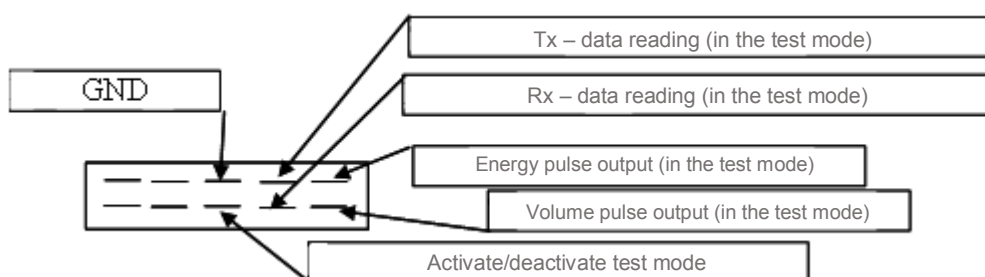 Tx – data reading (in the test mode)
GND
Rx – data reading (in the test mode)
Energy pulse output (in the test mode)
Volume pulse output (in the test mode)
Activate/deactivate test mode